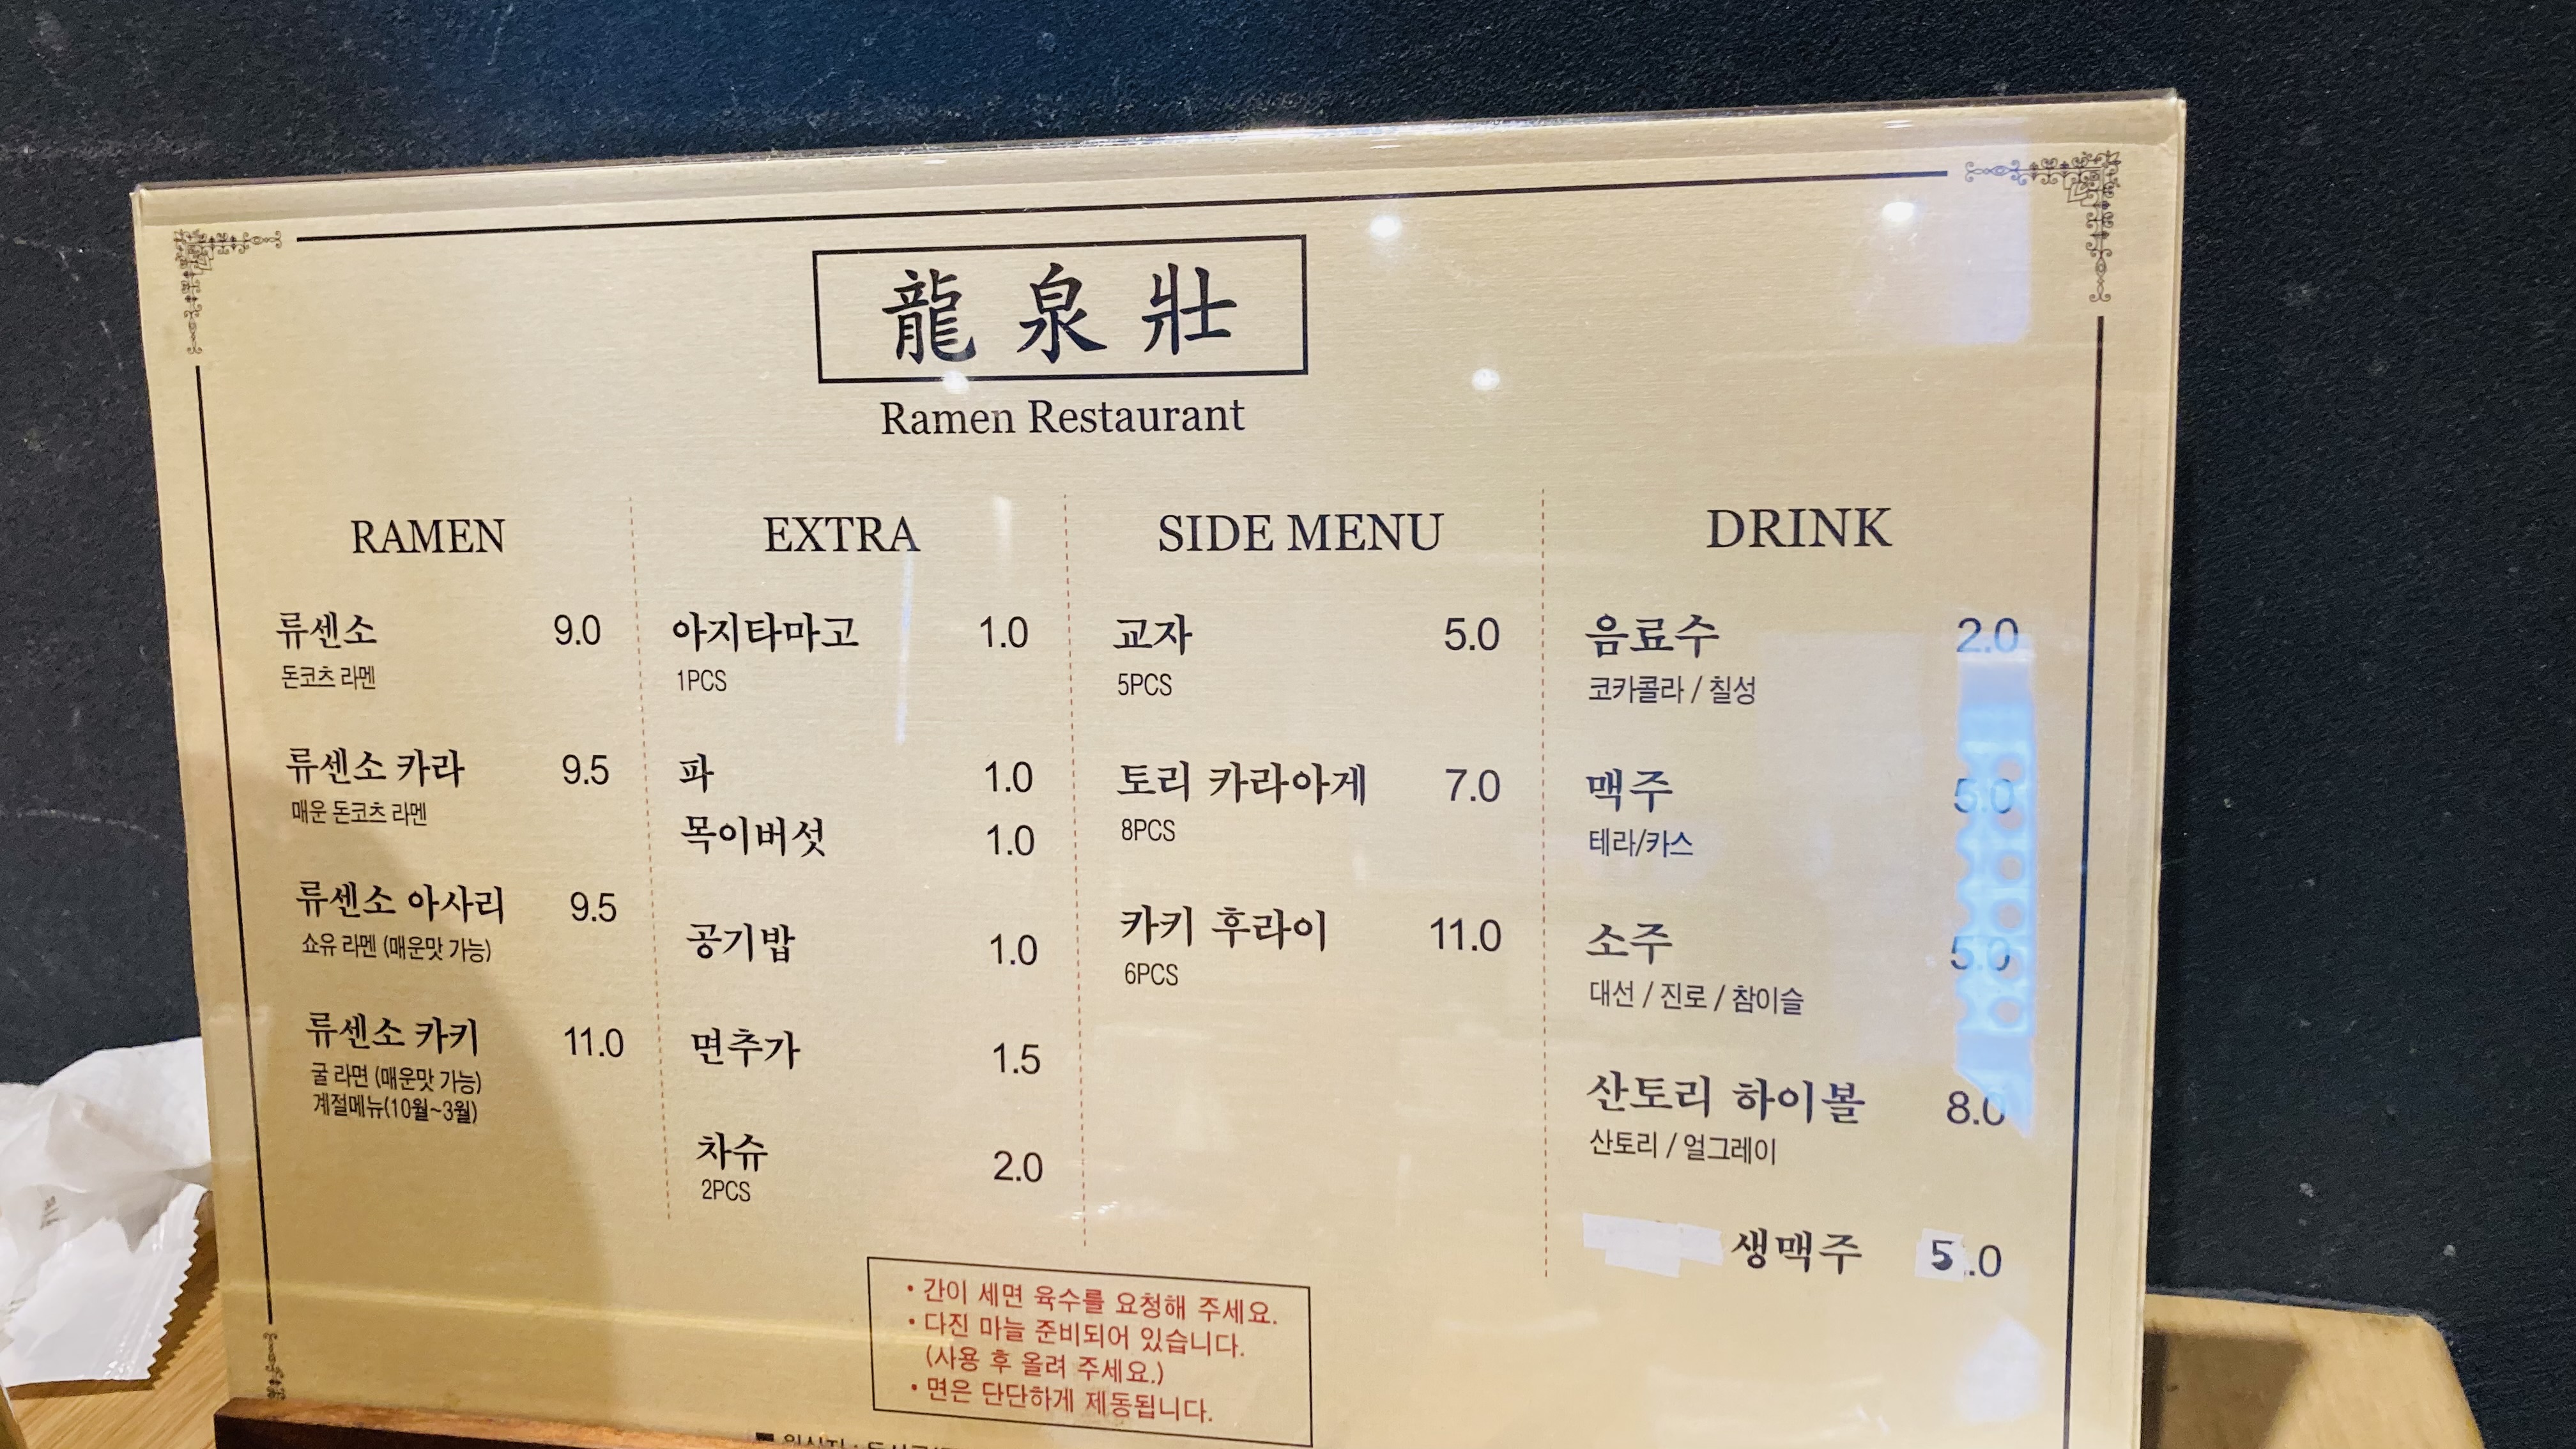 龍泉壯
Ramen Restaurant
RAMEN
류센소 9.0
돈코츠 라멘
류센소 카라 9.5
매운 돈코츠 라멘
류센소 아사리 9.5
쇼유 라멘 (매운맛 가능)
류센소 카키 11.0
굴 라면 (매운맛 가능)
계절메뉴(10월~3월)
EXTRA
아지타마고 1.0
1PCS
파 1.0
목이버섯 1.0
공기밥 1.0
면추가 1.5
차슈 2.0
2PCS
SIDE MENU
교자 5.0
5PCS
토리 카라아게 7.0
8PCS
카키 후라이 11.0
6PCS
DRINK
음료수 2.0
코카콜라 / 칠성
맥주 5.0
테라/카스
소주 5.0
대선 / 진로 / 참이슬
산토리 하이볼 8.0
산토리 / 얼그레이
생맥주 5.0
• 간이 세면 육수를 요청해 주세요.
• 다진 마늘 준비되어 있습니다.
(사용 후 올려 주세요.)
• 면은 단단하게 제동됩니다.